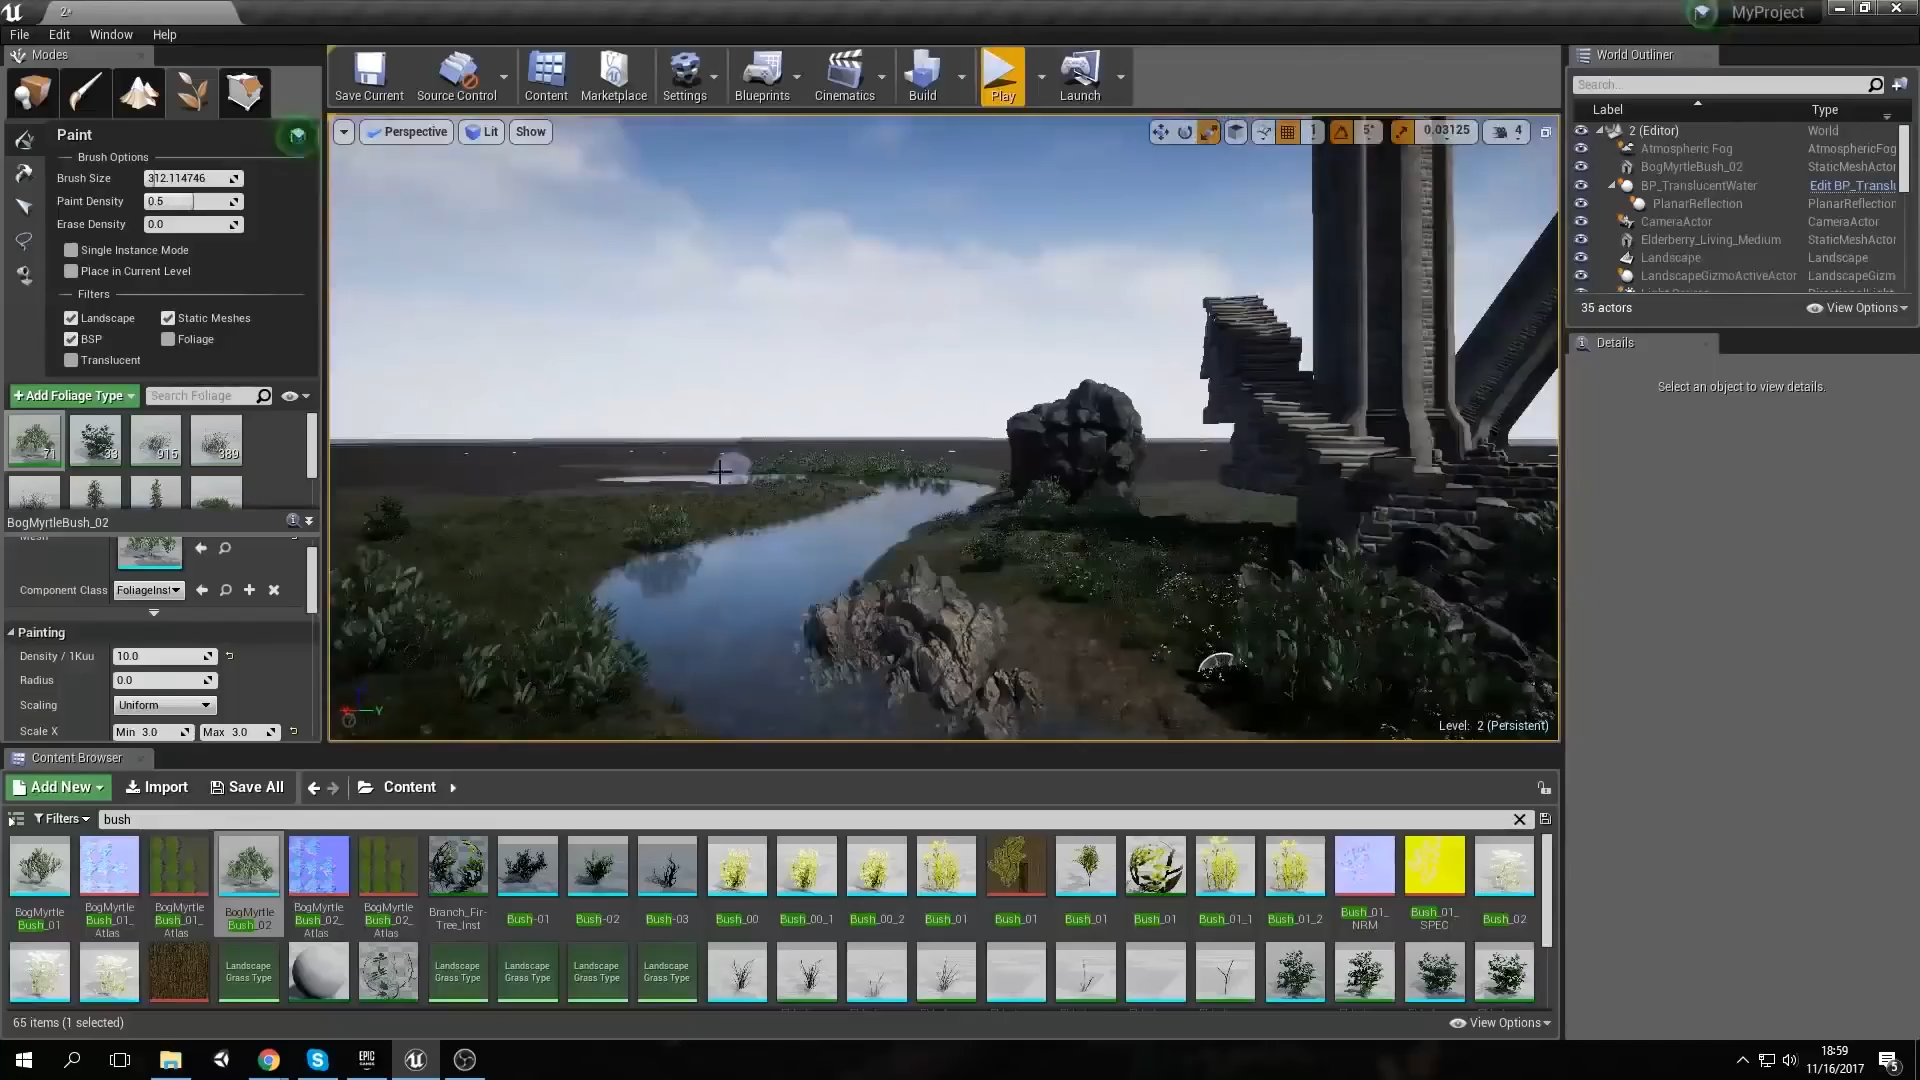 2*
MyProject
File Edit Window Help
Modes
Save Current
Source Control
Content
Marketplace
Settings
Blueprints
Cinematics
Build
Play
Launch
World Outliner
Search...
Label Type
2 (Editor) World
Atmospheric Fog AtmosphericFog
BogMyrtleBush_02 StaticMeshActor
BP_TranslucentWater Edit BP_Translu
PlanarReflection PlanarReflection
CameraActor CameraActor
Elderberry_Living_Medium StaticMeshActor
Landscape Landscape
LandscapeGizmoActiveActor LandscapeGizm
35 actors
View Options
Details
Select an object to view details.
Paint
Brush Options
Brush Size 312.114746
Paint Density 0.5
Erase Density 0.0
Single Instance Mode
Place in Current Level
Filters
Landscape Static Meshes
BSP Foliage
Translucent
+Add Foliage Type
Search Foliage
71 33 915 389
BogMyrtleBush_02
Mesh
Component Class FoliageInst
Painting
Density / 1Kuu 10.0
Radius 0.0
Scaling Uniform
Scale X Min 3.0 Max 3.0
Perspective Lit Show
1 5° 0.03125 4
Level: 2 (Persistent)
Content Browser
Add New Import Save All Content
Filters bush
BogMyrtle
Bush_01
BogMyrtle
Bush_01_
Atlas
BogMyrtle
Bush_01_
Atlas
BogMyrtle
Bush_02
BogMyrtle
Bush_02_
Atlas
BogMyrtle
Bush_02_
Atlas
Branch_Fir-
Tree_Inst
Bush-01
Bush-02
Bush-03
Bush_00
Bush_00_1
Bush_00_2
Bush_01
Bush_01
Bush_01
Bush_01
Bush_01_1
Bush_01_2
Bush_01_
NRM
Bush_01_
SPEC
Bush_02
Landscape
Grass Type
Landscape
Grass Type
Landscape
Grass Type
Landscape
Grass Type
Landscape
Grass Type
65 items (1 selected)
View Options
EPIC
GAMES
18:59
11/16/2017
5